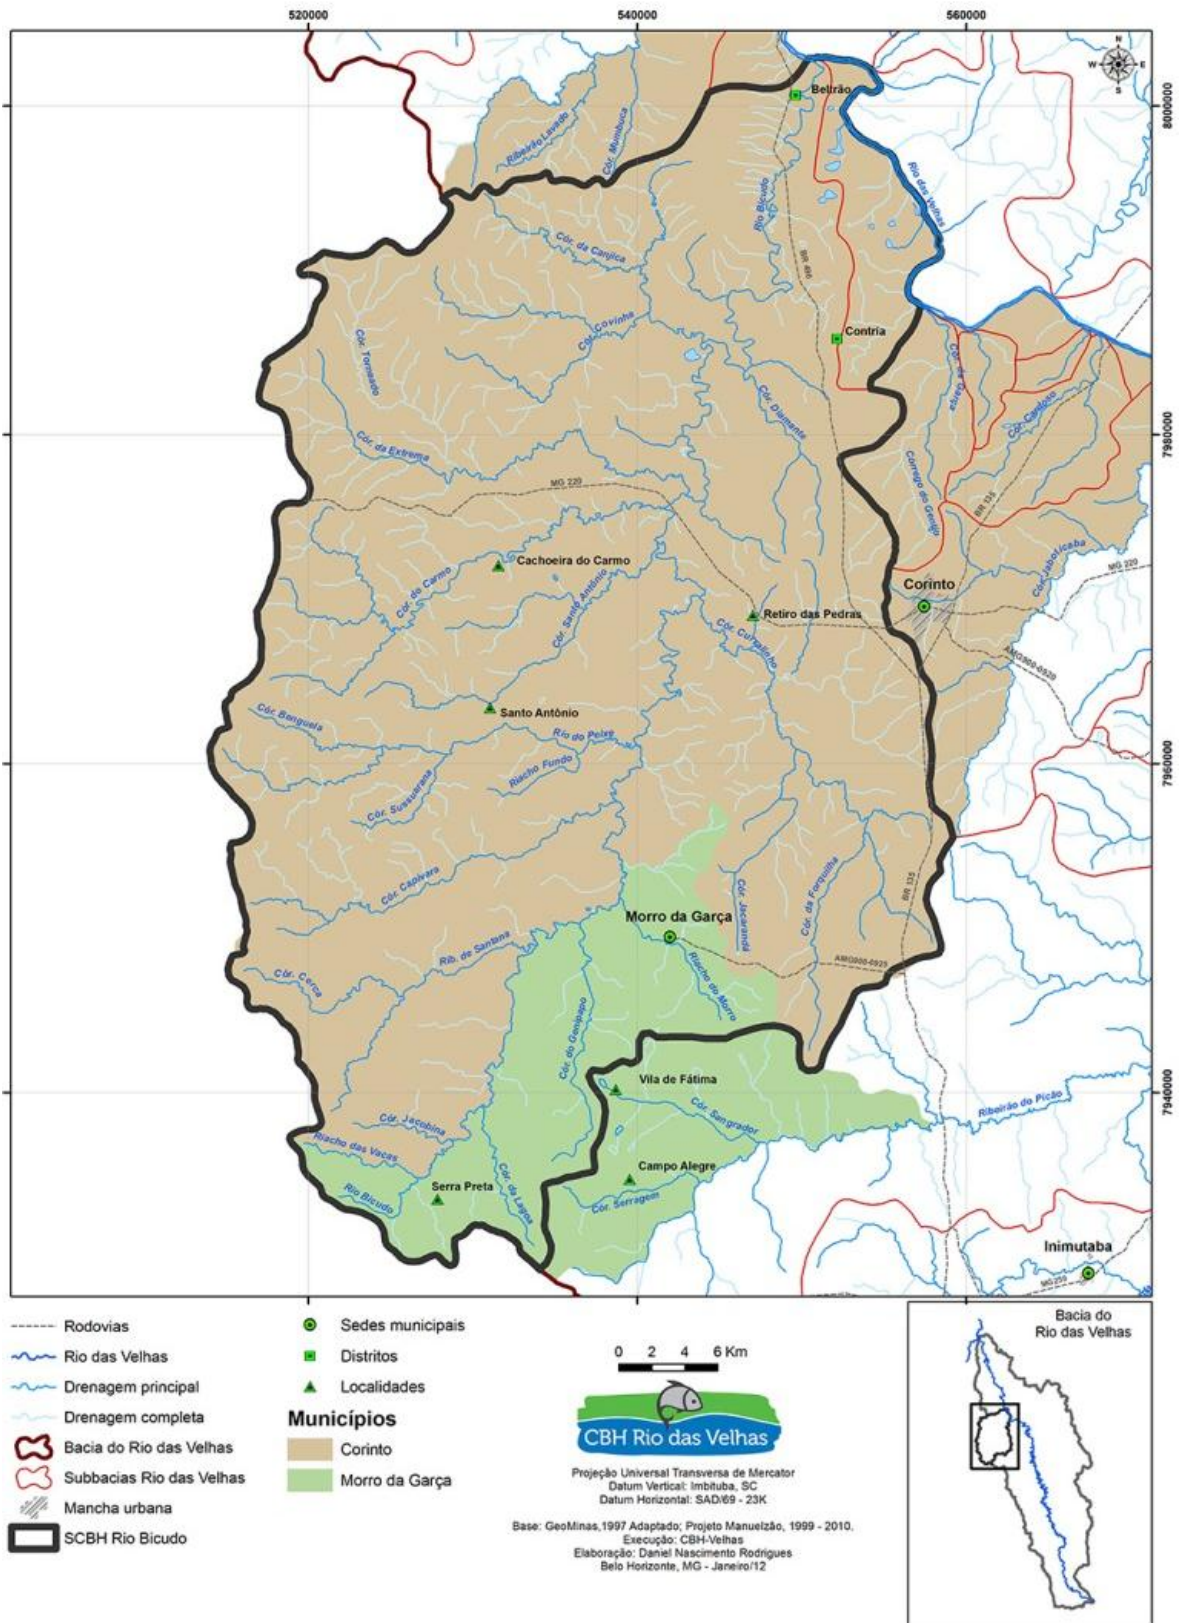 520000
540000
560000
N
W
E
S
8000000
7980000
7960000
7940000
Beltrão
Ribeirão Lavado
Cór. Mumbuca
Rio Bicudo
Rio das Velhas
Cór. da Canjica
BR 496
Cór. Covinha
Contria
Cór. Torneado
Cór. Diamante
Cór. Cardoso
Cór. da Extrema
Córrego do Genipo
MG 220
BR 135
Cachoeira do Carmo
Cór. do Carmo
Cór. Santo Antônio
Corinto
Cór. Jaboticaba
MG 220
Retiro das Pedras
Cór. Curralinho
AMG900-0920
Cór. Benguela
Santo Antônio
Rio do Peixe
Riacho Fundo
Cór. Sussuarana
Cór. Capivara
Cór. Jacarandá
Cór. da Forquilha
BR 135
Morro da Garça
Rib. de Santana
AMG900-0925
Cór. Cerca
Riacho do Morro
Cór. do Genipapo
Vila de Fátima
Cór. Sangrador
Ribeirão do Picão
Cór. Jacobina
Riacho das Vacas
Campo Alegre
Serra Preta
Rio Bicudo
Cór. da Lagoa
Cór. Serragem
Inimutaba
MG259
Rodovias
Rio das Velhas
Drenagem principal
Drenagem completa
Bacia do Rio das Velhas
Subbacias Rio das Velhas
Mancha urbana
SCBH Rio Bicudo
Sedes municipais
Distritos
Localidades
Municípios
Corinto
Morro da Garça
0 2 4 6 Km
CBH Rio das Velhas
Projeção Universal Transversa de Mercator
Datum Vertical: Imbituba, SC
Datum Horizontal: SAD/69 - 23K
Base: GeoMinas,1997 Adaptado; Projeto Manuelzão, 1999 - 2010.
Execução: CBH-Velhas
Elaboração: Daniel Nascimento Rodrigues
Belo Horizonte, MG - Janeiro/12
Bacia do
Rio das Velhas